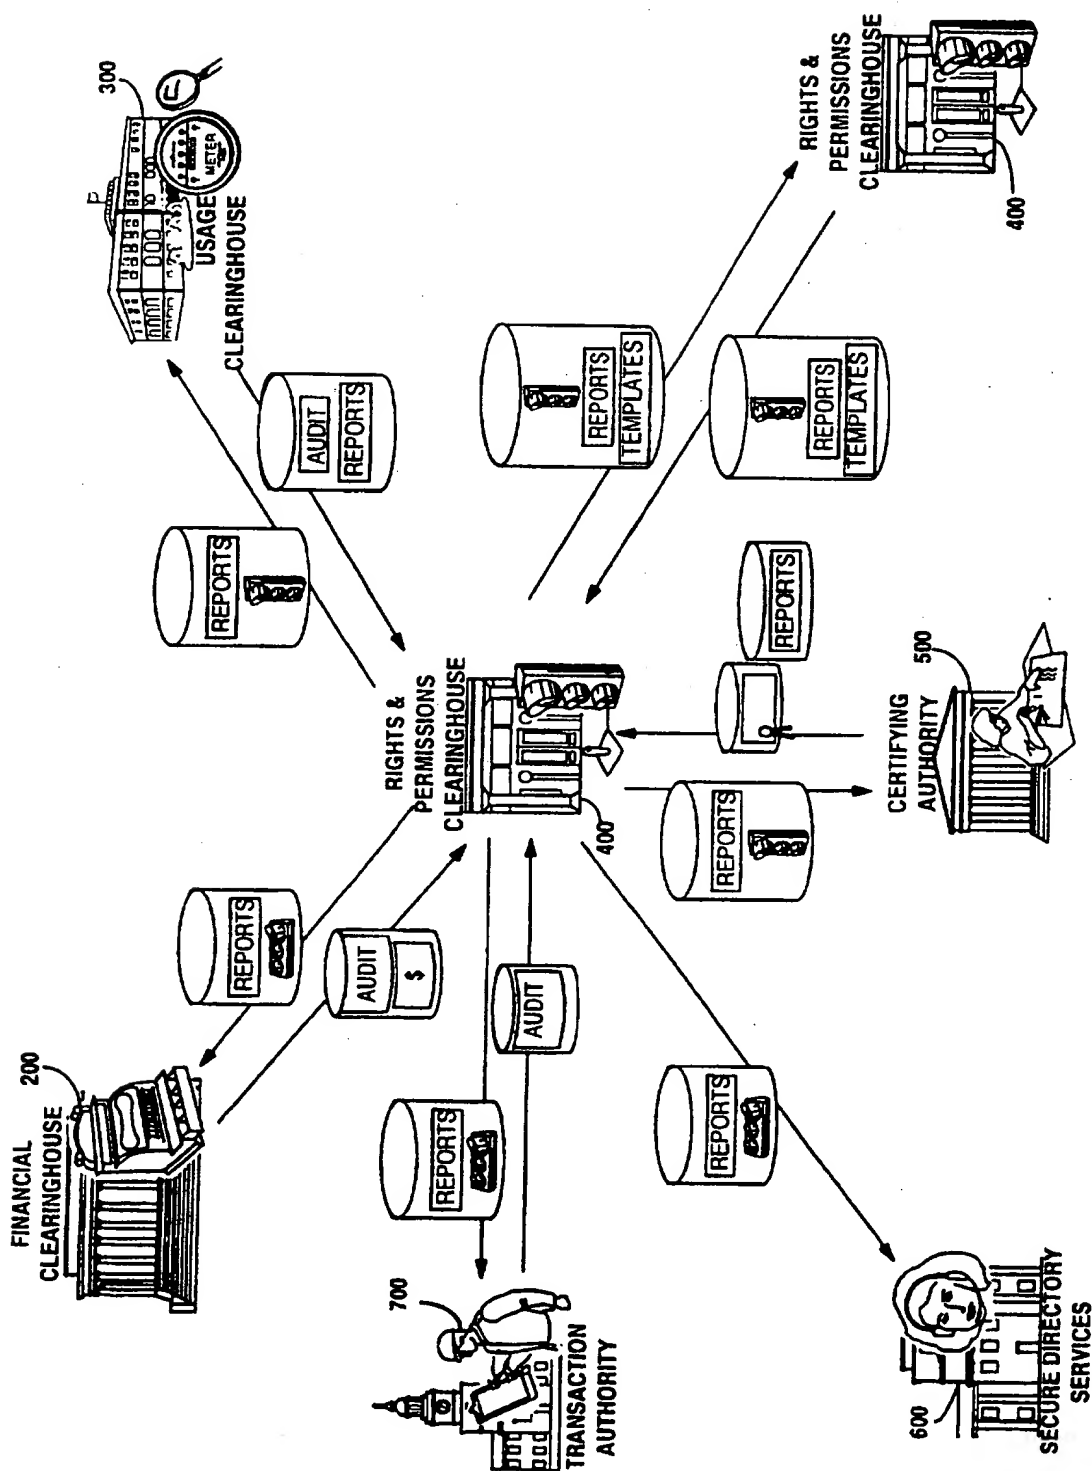 FINANCIAL
CLEARINGHOUSE
200
REPORTS
AUDIT
$
REPORTS
USAGE
CLEARINGHOUSE
300
METER
AUDIT
REPORTS
700
TRANSACTION
AUTHORITY
REPORTS
AUDIT
RIGHTS &
PERMISSIONS
CLEARINGHOUSE
400
REPORTS
TEMPLATES
REPORTS
TEMPLATES
RIGHTS &
PERMISSIONS
CLEARINGHOUSE
400
600
SECURE DIRECTORY
SERVICES
REPORTS
REPORTS
REPORTS
CERTIFYING
AUTHORITY
500